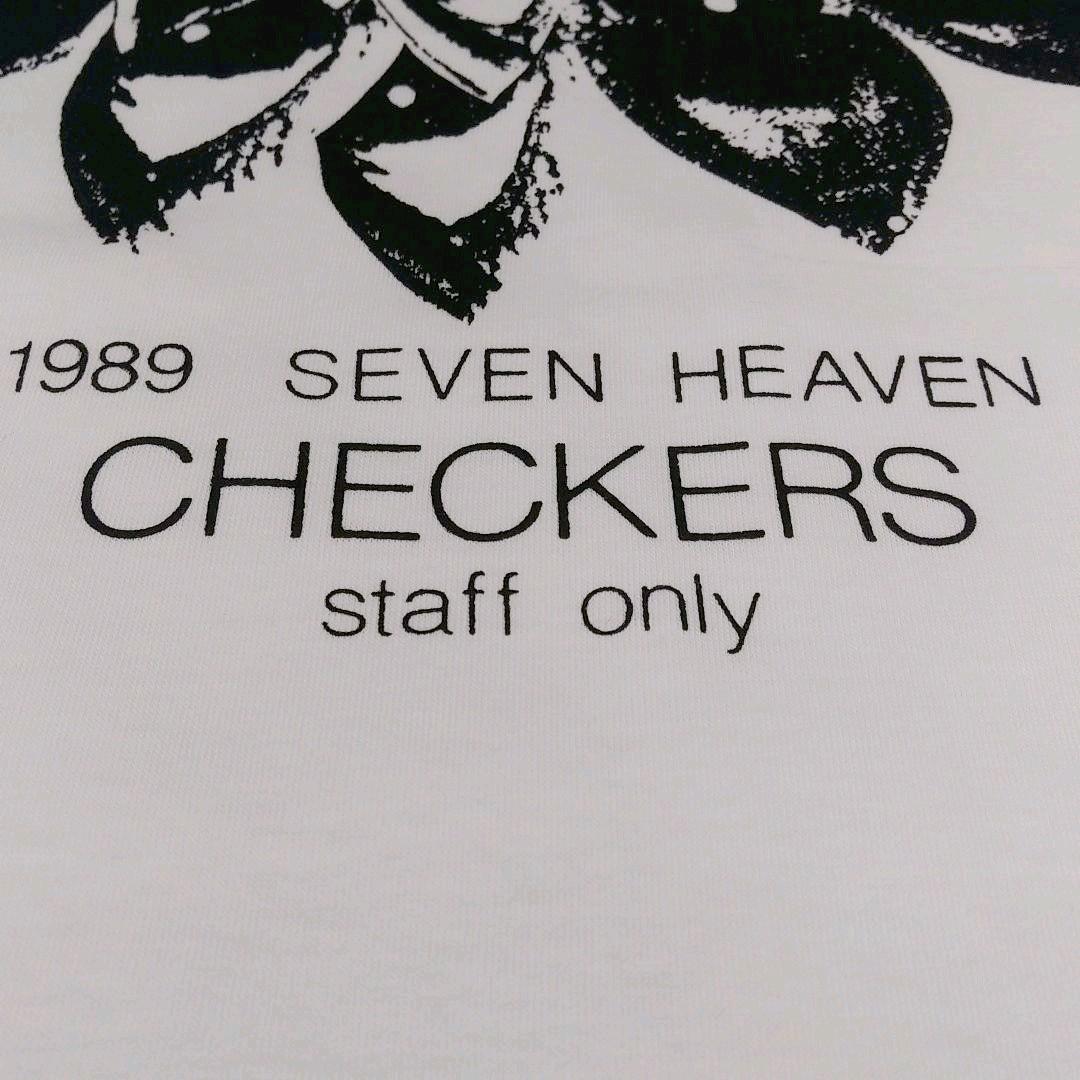 1989 SEVEN HEAVEN
CHECKERS
staff only